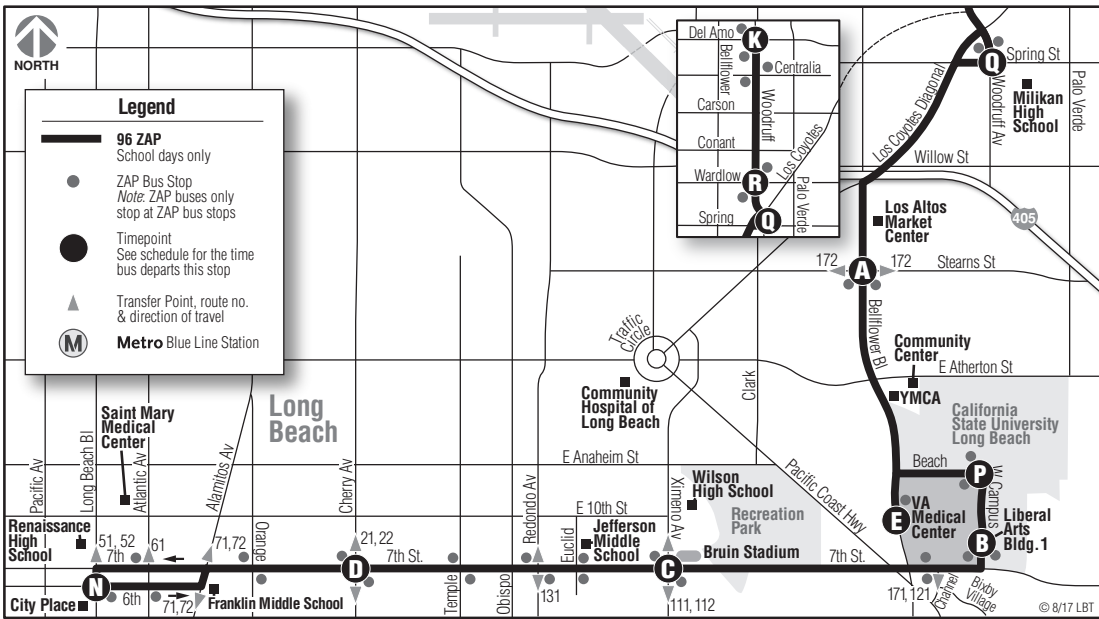 NORTH
Legend
96 ZAP
School days only
ZAP Bus Stop
Note: ZAP buses only
stop at ZAP bus stops
Timepoint
See schedule for the time
bus departs this stop
Transfer Point, route no.
& direction of travel
M
Metro Blue Line Station
Del Amo
K
Bellflower
Centralia
Carson
Woodruff
Conant
Los Coyotes
Wardlow
R
Palo Verde
Spring
Q
Los Coyotes Diagonal
Q
Spring St
Woodruff Av
Palo Verde
Milikan
High
School
Willow St
405
Los Altos
Market
Center
172
A
172
Stearns St
Bellflower Bl
Traffic
Circle
Community
Hospital of
Long Beach
Clark
Community
Center
E Atherton St
YMCA
California
State University
Long Beach
Long
Beach
Saint Mary
Medical
Center
Pacific Av
Long Beach Bl
Atlantic Av
Alamitos Av
Cherry Av
E Anaheim St
Redondo Av
Ximeno Av
Wilson
High School
Recreation
Park
Pacific Coast Hwy
Beach
P
W. Campus
E
VA
Medical
Center
B
Liberal
Arts
Bldg. 1
E 10th St
Renaissance
High
School
51, 52
61
71,72
Orange
21, 22
Euclid
Jefferson
Middle
School
Bruin Stadium
7th
D
7th St.
C
7th St.
N
6th
71,72
City Place
Franklin Middle School
Temple
Obispo
131
111, 112
171, 121
Channel
Bixby
Village
© 8/17 LBT